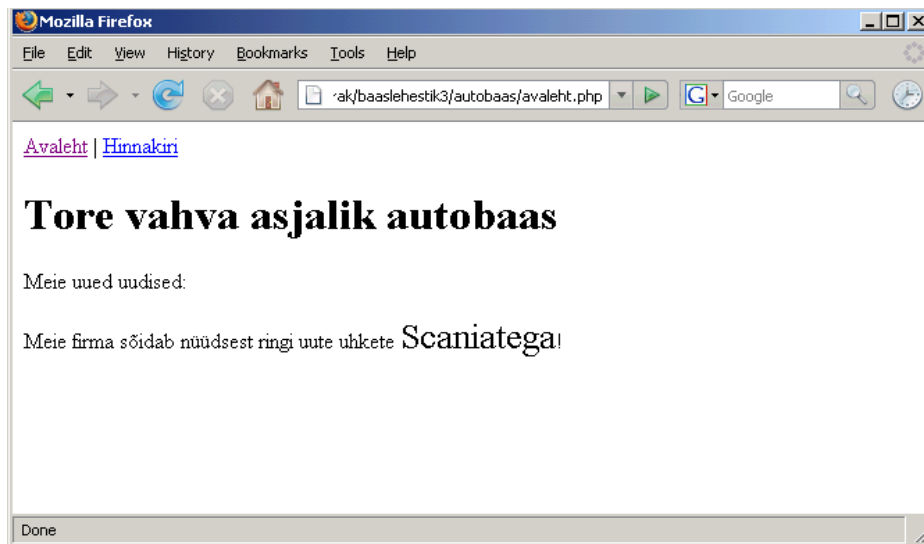 Mozilla Firefox
File Edit View History Bookmarks Tools Help
rak/baaslehestik3/autobaas/avaleht.php G Google
Avaleht | Hinnakiri
Tore vahva asjalik autobaas
Meie uued uudised:
Meie firma sõidab nüüdsest ringi uute uhkete Scaniatega!
Done